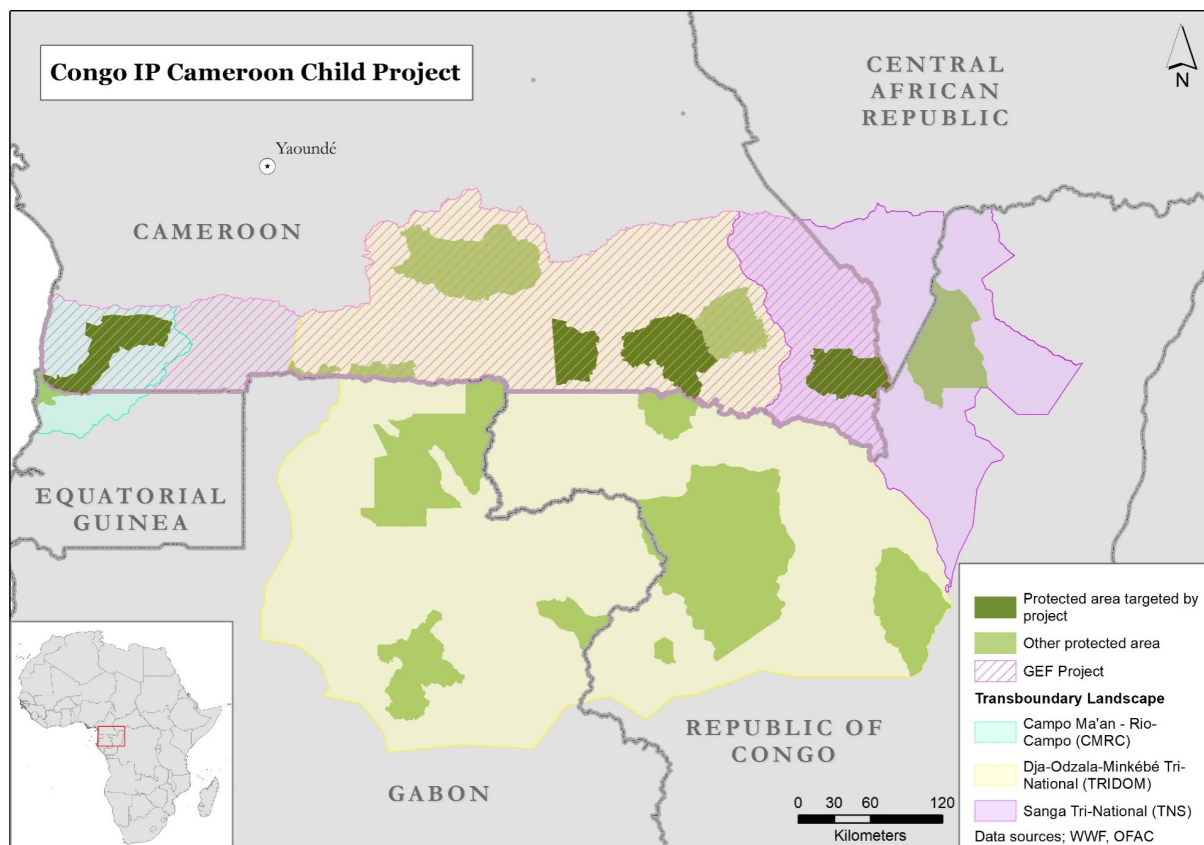 Congo IP Cameroon Child Project
N
CENTRAL
AFRICAN
REPUBLIC
Yaoundé
CAMEROON
EQUATORIAL
GUINEA
REPUBLIC OF
CONGO
GABON
0 30 60 120
Kilometers
Protected area targeted by
project
Other protected area
GEF Project
Transboundary Landscape
Campo Ma'an - Rio-
Campo (CMRC)
Dja-Odzala-Minkébé Tri-
National (TRIDOM)
Sanga Tri-National (TNS)
Data sources; WWF, OFAC